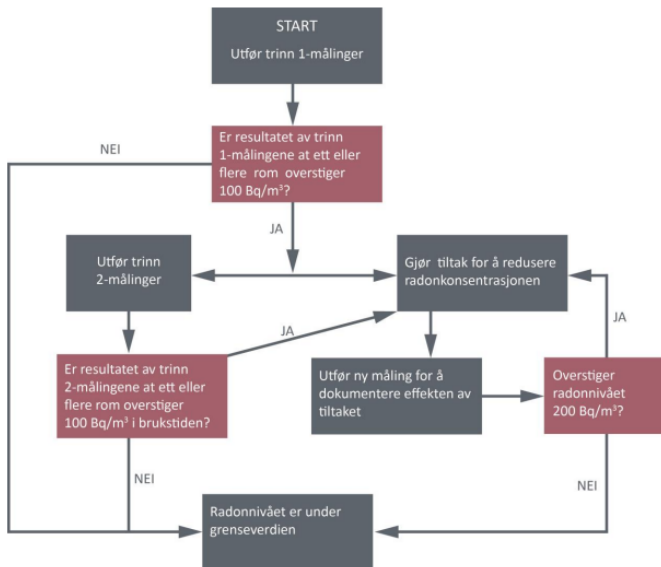 START
Utfør trinn 1-målinger
NEI
Er resultatet av trinn
1-målingene at ett eller
flere rom overstiger
100 Bq/m³?
JA
Utfør trinn
2-målinger
Gjør tiltak for å redusere
radonkonsentrasjonen
JA
JA
Er resultatet av trinn
2-målingene at ett eller
flere rom overstiger
100 Bq/m³ i brukstiden?
Utfør ny måling for å
dokumentere effekten av
tiltaket
Overstiger
radonnivået
200 Bq/m³?
NEI
NEI
Radonnivået er under
grenseverdien